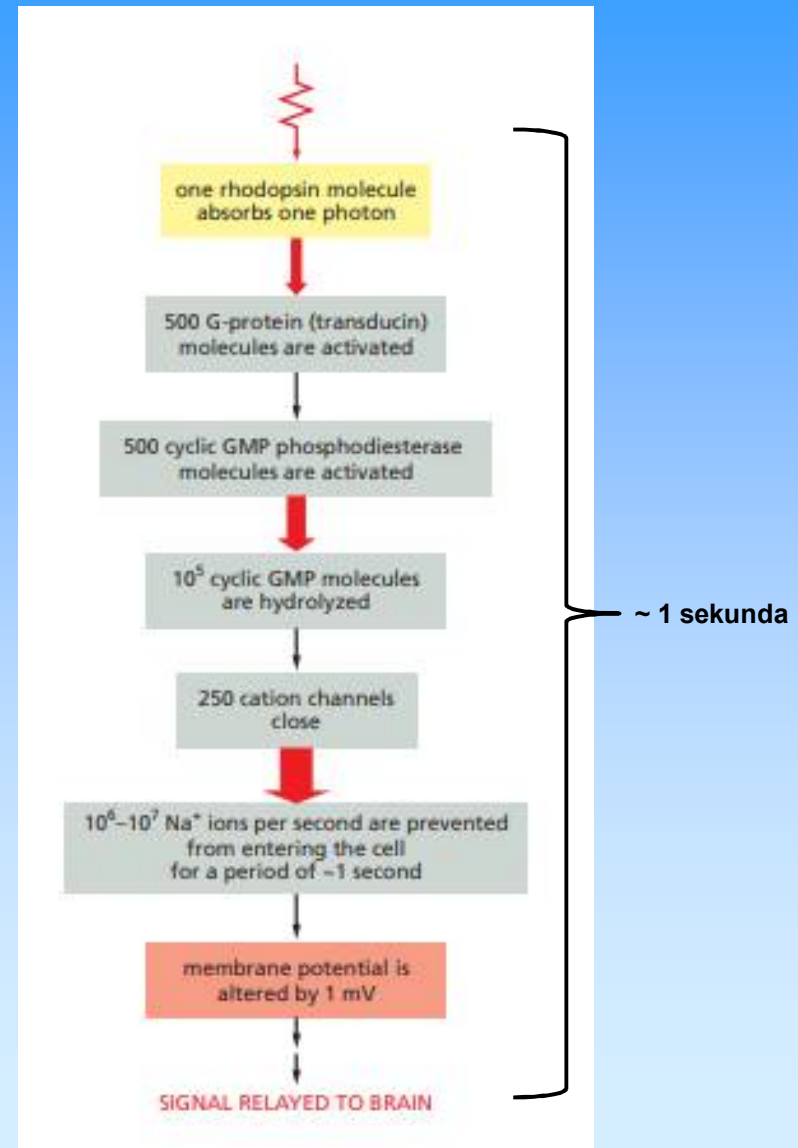 one rhodopsin molecule
absorbs one photon
500 G-protein (transducin)
molecules are activated
500 cyclic GMP phosphodiesterase
molecules are activated
10⁵ cyclic GMP molecules
are hydrolyzed
~ 1 sekunda
250 cation channels
close
10⁶–10⁷ Na⁺ ions per second are prevented
from entering the cell
for a period of ~1 second
membrane potential is
altered by 1 mV
SIGNAL RELAYED TO BRAIN